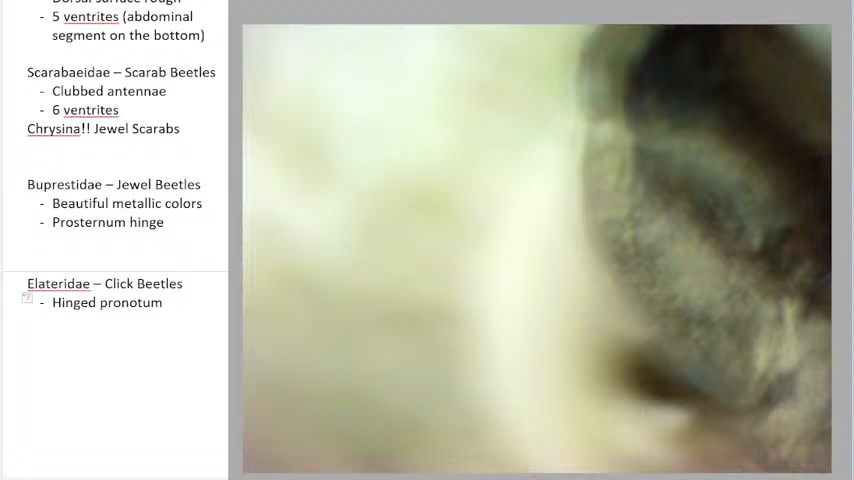 - 5 ventrites (abdominal
segment on the bottom)
Scarabaeidae – Scarab Beetles
- Clubbed antennae
- 6 ventrites
Chrysina!! Jewel Scarabs
Buprestidae – Jewel Beetles
- Beautiful metallic colors
- Prosternum hinge
Elateridae – Click Beetles
- Hinged pronotum